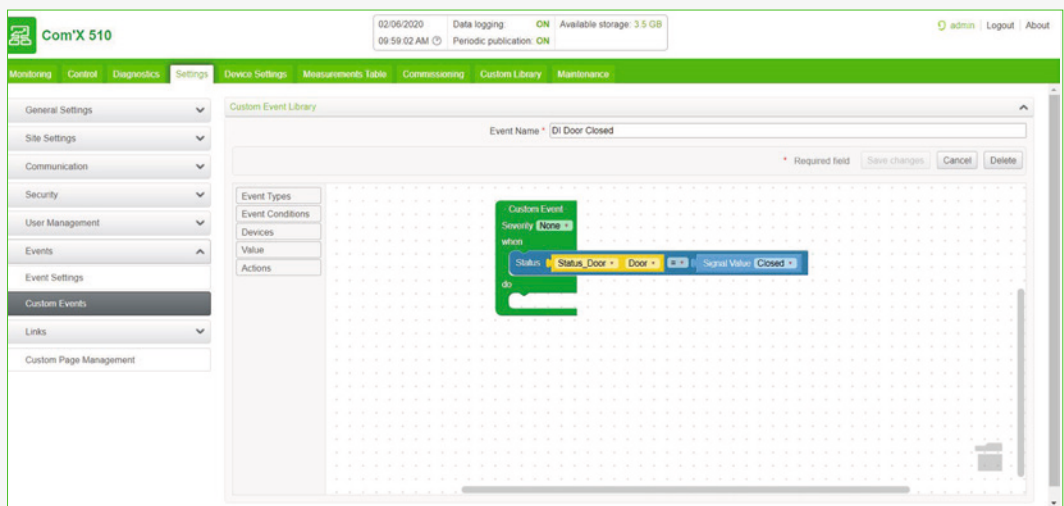 Com'X 510
02/06/2020 Data logging: ON Available storage: 3.5 GB
09:59:02 AM Periodic publication: ON
admin Logout About
Monitoring Control Diagnostics Settings Device Settings Measurements Table Commissioning Custom Library Maintenance
General Settings
Site Settings
Communication
Security
User Management
Events
Event Settings
Custom Events
Links
Custom Page Management
Custom Event Library
Event Name * DI Door Closed
* Required field Save changes Cancel Delete
Event Types
Event Conditions
Devices
Value
Actions
Custom Event
Severity None
when
Status Status_Door Door = Signal Value Closed
do